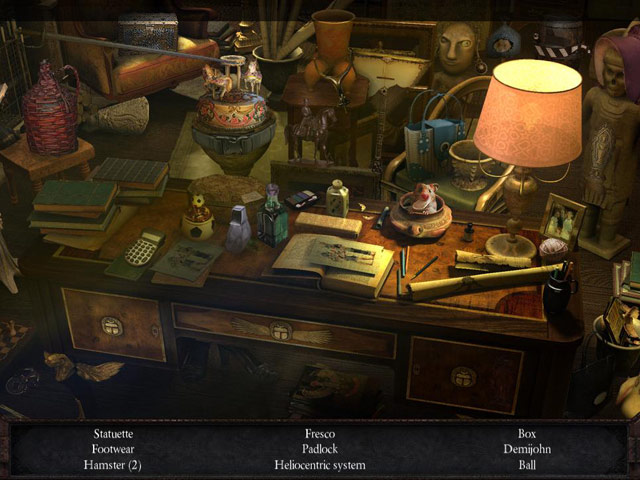 Statuette Fresco Box
Footwear Padlock Demijohn
Hamster (2) Heliocentric system Ball